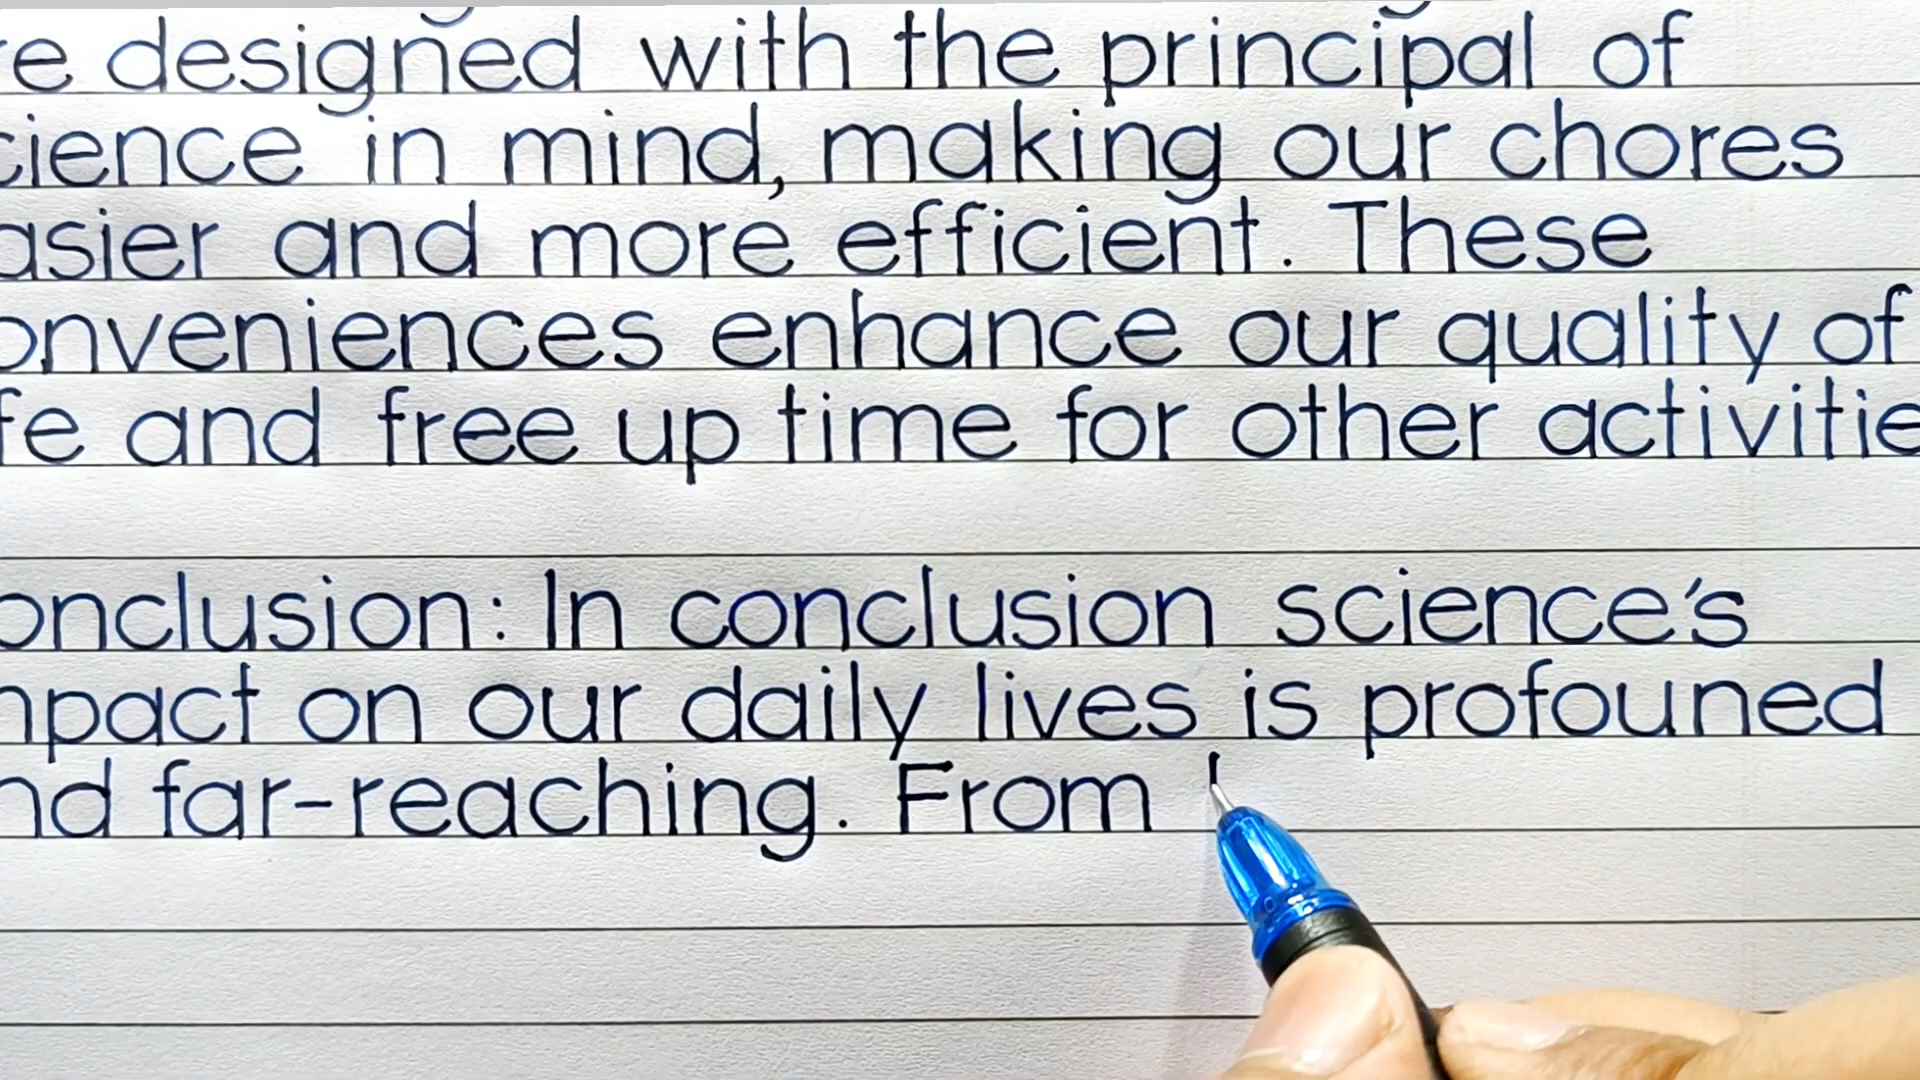 re designed with the principal of
cience in mind, making our chores
asier and more efficient. These
onveniences enhance our quality of
fe and free up time for other activitie
onclusion: In conclusion science's
mpact on our daily lives is profouned
nd far-reaching. From